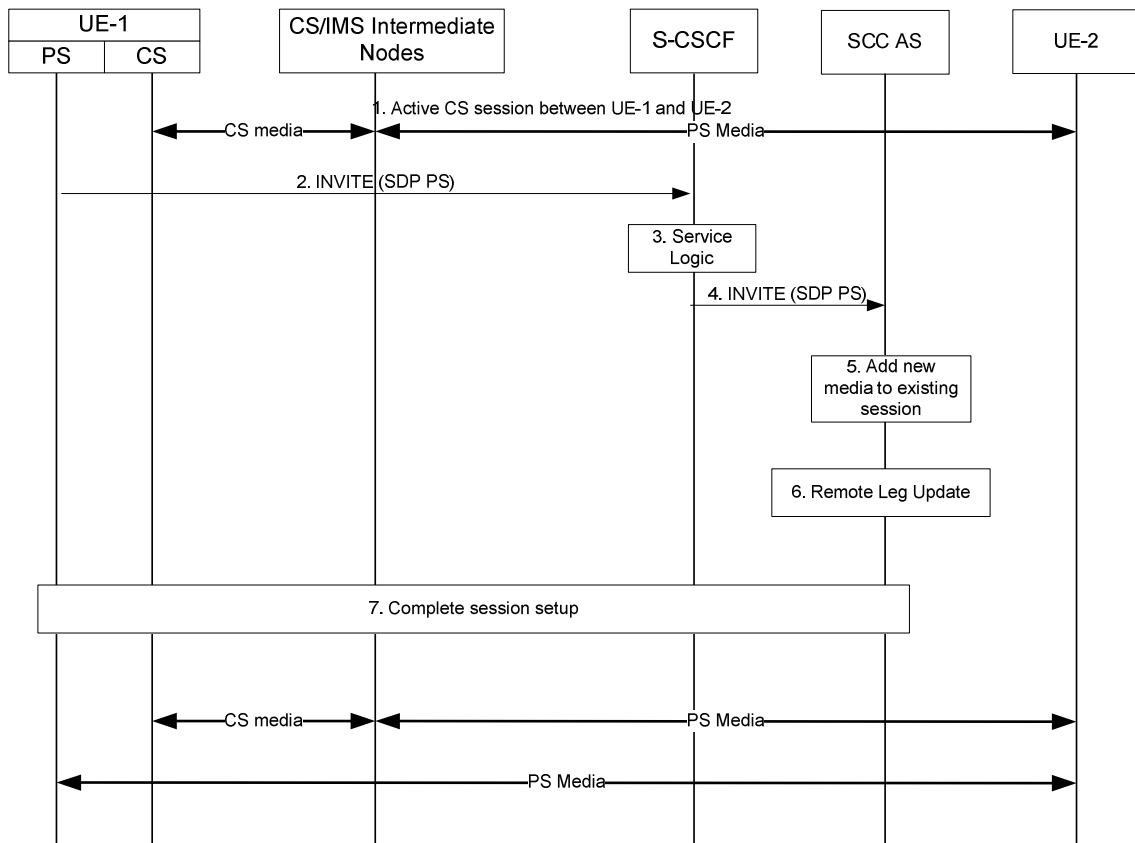 UE-1
PS
CS
CS/IMS Intermediate
Nodes
S-CSCF
SCC AS
UE-2
1. Active CS session between UE-1 and UE-2
CS media
PS Media
2. INVITE (SDP PS)
3. Service
Logic
4. INVITE (SDP PS)
5. Add new
media to existing
session
6. Remote Leg Update
7. Complete session setup
CS media
PS Media
PS Media